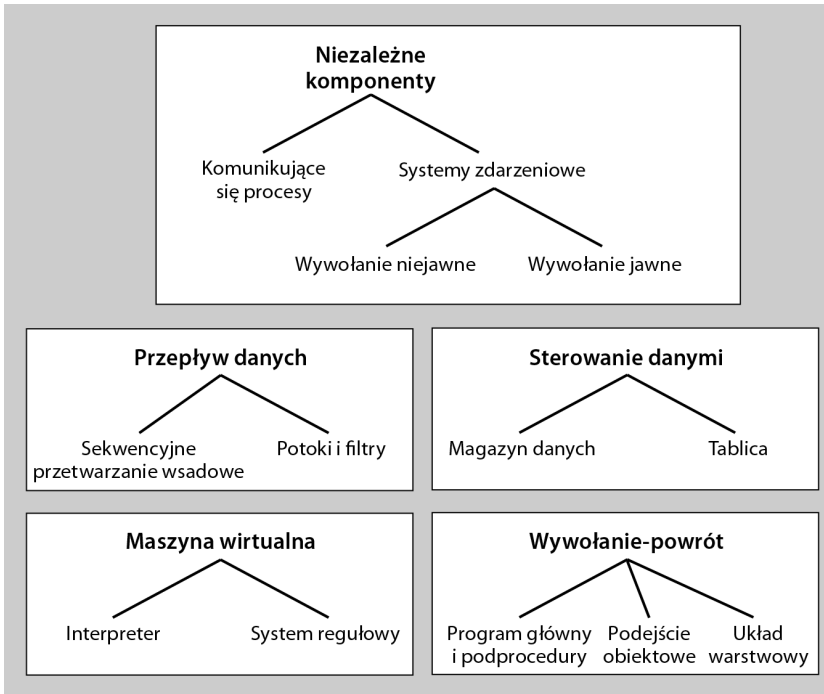 Niezależne
komponenty
Komunikujące
się procesy
Systemy zdarzeniowe
Wywołanie niejawne
Wywołanie jawne
Przepływ danych
Sekwencyjne
przetwarzanie wsadowe
Potoki i filtry
Sterowanie danymi
Magazyn danych
Tablica
Maszyna wirtualna
Interpreter
System regułowy
Wywołanie-powrót
Program główny
i podprocedury
Podejście
obiektowe
Układ
warstwowy